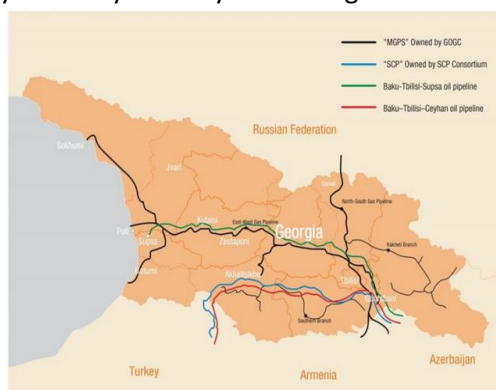 "MGPS" Owned by GOGC
"SCP" Owned by SCP Consortium
Baku-Tbilisi-Supsa oil pipeline
Baku–Tbilisi–Ceyhan oil pipeline
Russian Federation
Sokhumi
Jvari
North-South Gas Pipeline
Kutaisi
East-West Gas Pipeline
Georgia
Poti
Supsa
Zestaponi
Kakheti Branch
Batumi
Akhaltsikhe
Tbilisi
Southern Branch
Azerbaijan
Turkey
Armenia